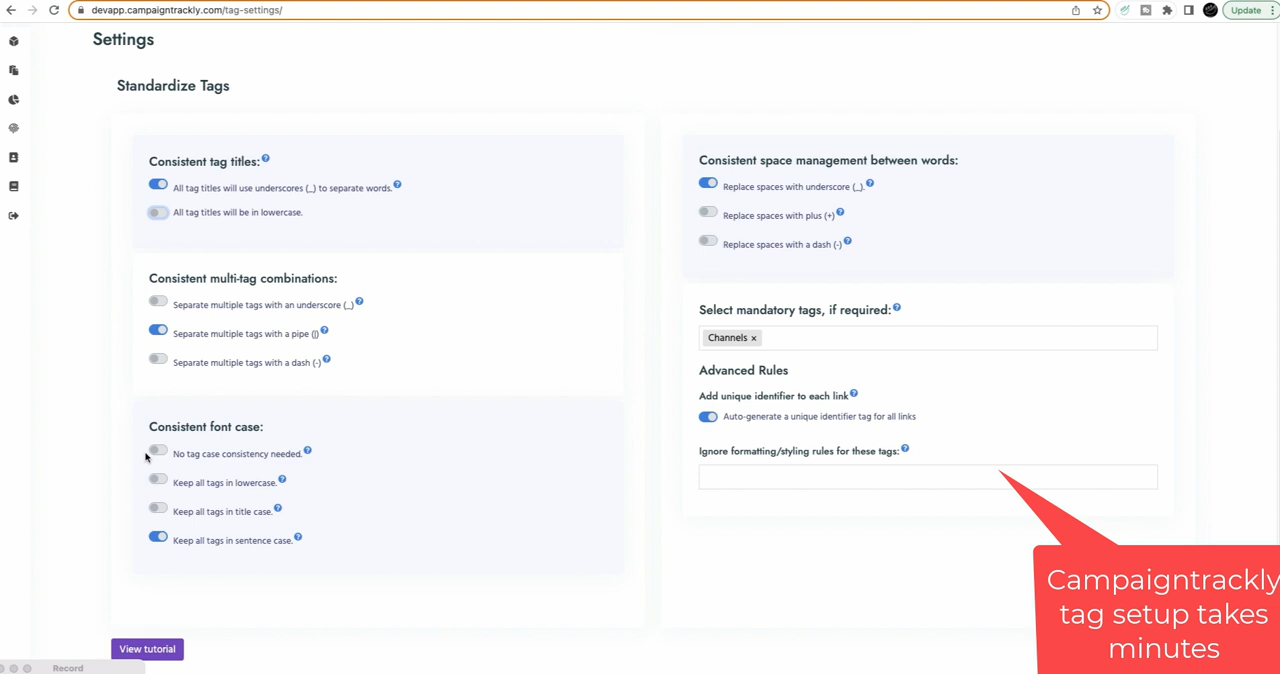 devapp.campaigntrackly.com/tag-settings/
Update
Settings
Standardize Tags
Consistent tag titles:
All tag titles will use underscores (_) to separate words.
All tag titles will be in lowercase.
Consistent multi-tag combinations:
Separate multiple tags with an underscore (_)
Separate multiple tags with a pipe (|)
Separate multiple tags with a dash (-)
Consistent font case:
No tag case consistency needed.
Keep all tags in lowercase.
Keep all tags in title case.
Keep all tags in sentence case.
View tutorial
Record
Consistent space management between words:
Replace spaces with underscore (_).
Replace spaces with plus (+)
Replace spaces with a dash (-)
Select mandatory tags, if required:
Channels ×
Advanced Rules
Add unique identifier to each link
Auto-generate a unique identifier tag for all links
Ignore formatting/styling rules for these tags:
Campaigntrackly
tag setup takes
minutes